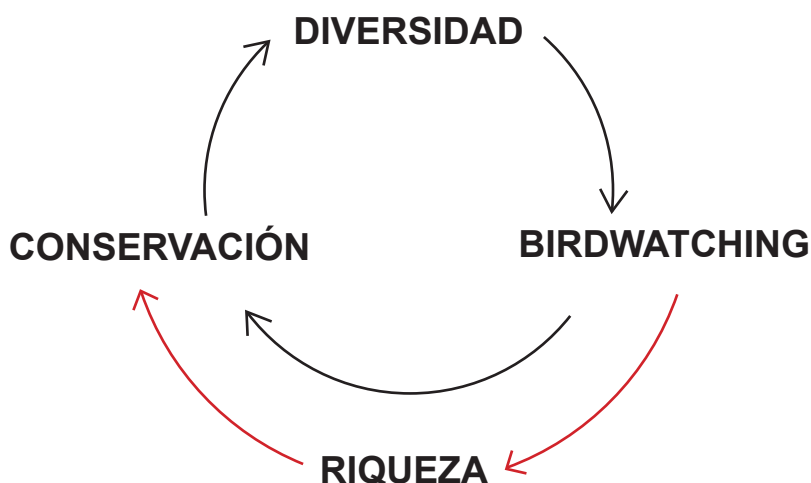 DIVERSIDAD
CONSERVACIÓN
BIRDWATCHING
RIQUEZA